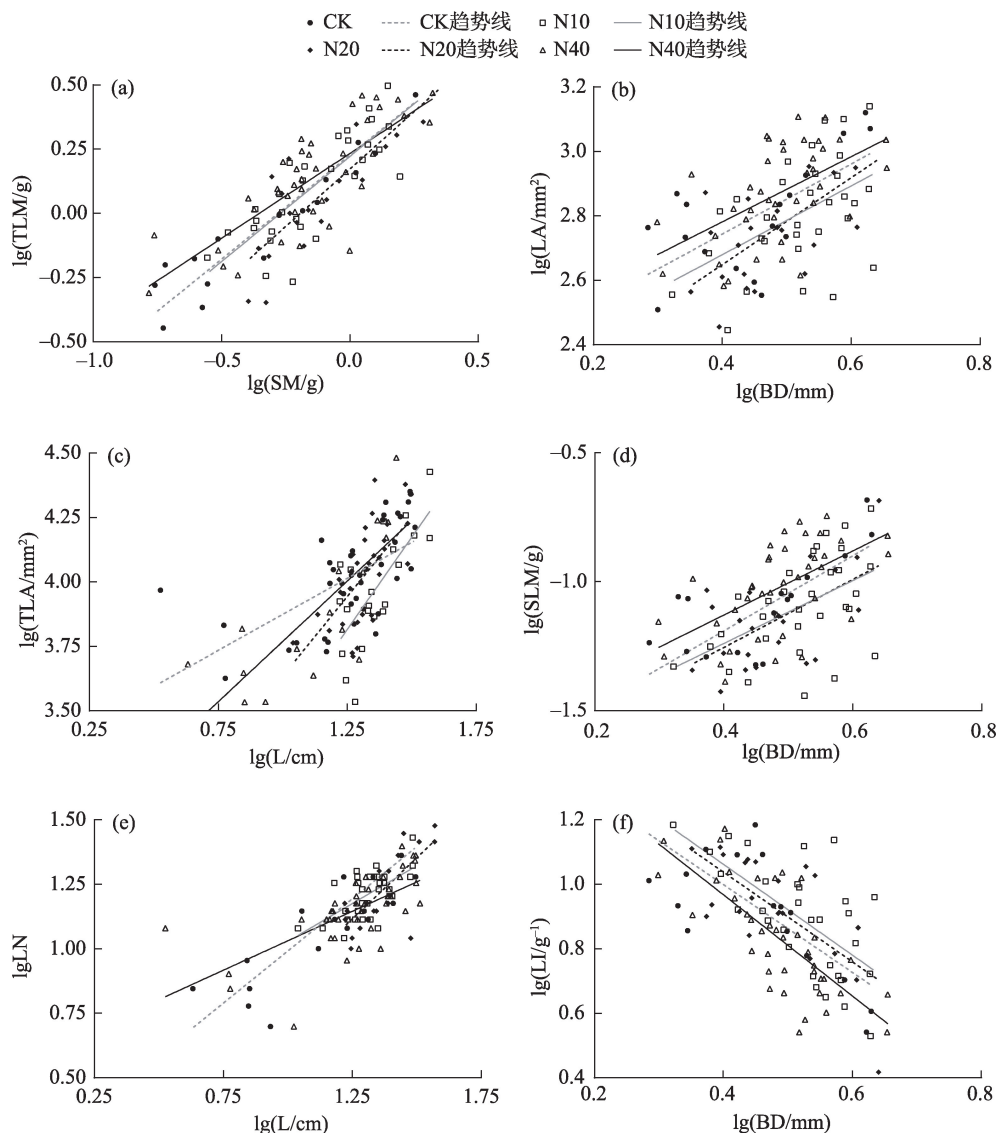 CK CK趋势线 N10 N10趋势线
N20 N20趋势线 N40 N40趋势线
(a)
lg(TLM/g)
0.50
0.25
0.00
−0.25
−0.50
−1.0 −0.5 0.0 0.5
lg(SM/g)
(b)
lg(LA/mm²)
3.2
3.0
2.8
2.6
2.4
0.2 0.4 0.6 0.8
lg(BD/mm)
(c)
lg(TLA/mm²)
4.50
4.25
4.00
3.75
3.50
0.25 0.75 1.25 1.75
lg(L/cm)
(d)
lg(SLM/g)
−0.5
−1.0
−1.5
0.2 0.4 0.6 0.8
lg(BD/mm)
(e)
lgLN
1.50
1.25
1.00
0.75
0.50
0.25 0.75 1.25 1.75
lg(L/cm)
(f)
lg(LI/g⁻¹)
1.2
1.0
0.8
0.6
0.4
0.2 0.4 0.6 0.8
lg(BD/mm)